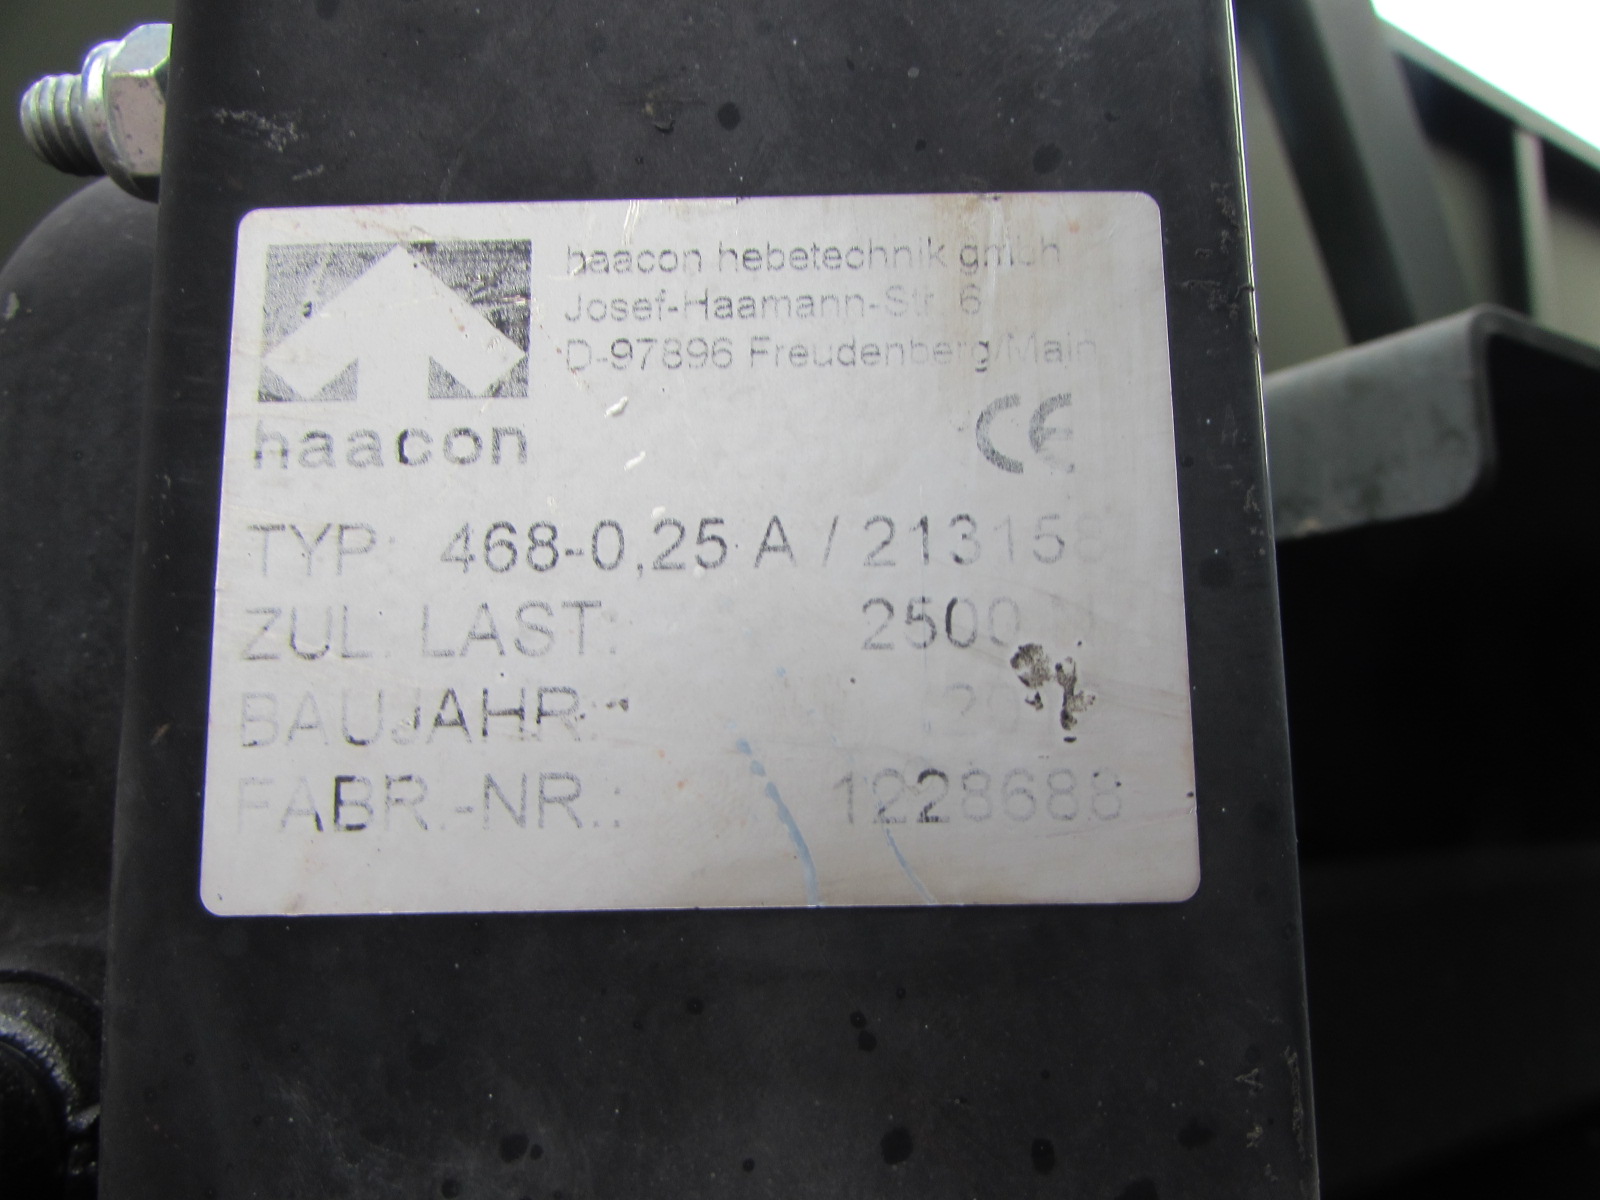 haacon hebetechnik gmbh
Josef-Haamann-Str. 6
D-97896 Freudenberg/Main
CE
haacon
TYP: 468-0,25 A / 213158
ZUL. LAST: 2500
BAUJAHR.:
FABR.-NR.: 1228688